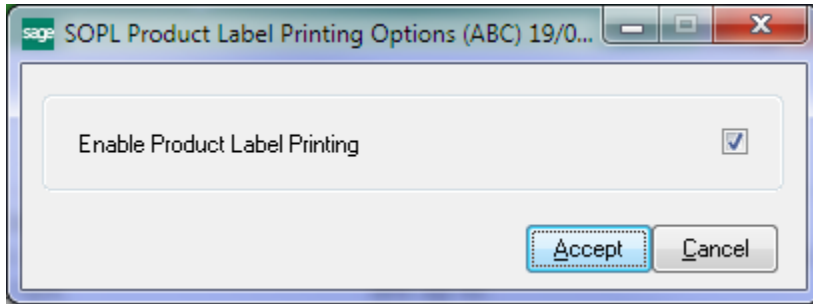 sage SOPL Product Label Printing Options (ABC) 19/0...
Enable Product Label Printing
Accept Cancel